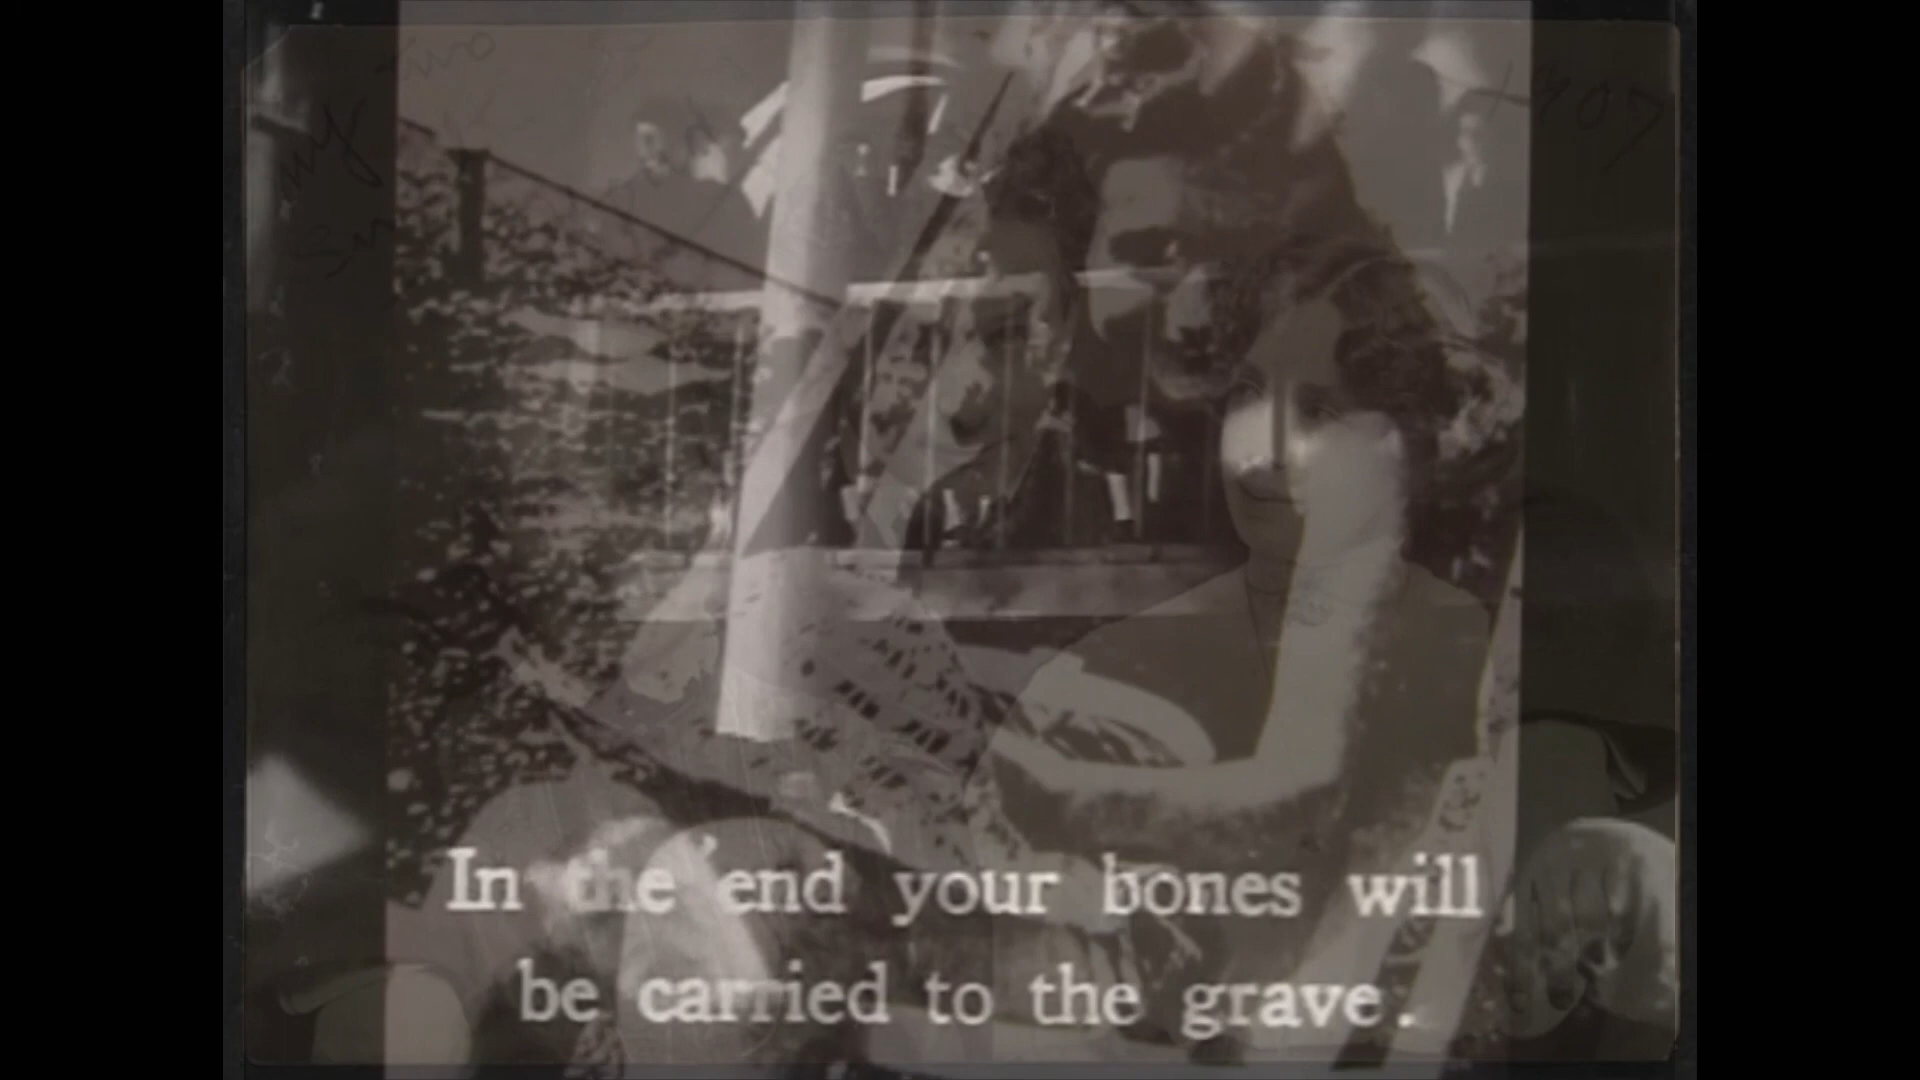 In the end your bones will
be carried to the grave.